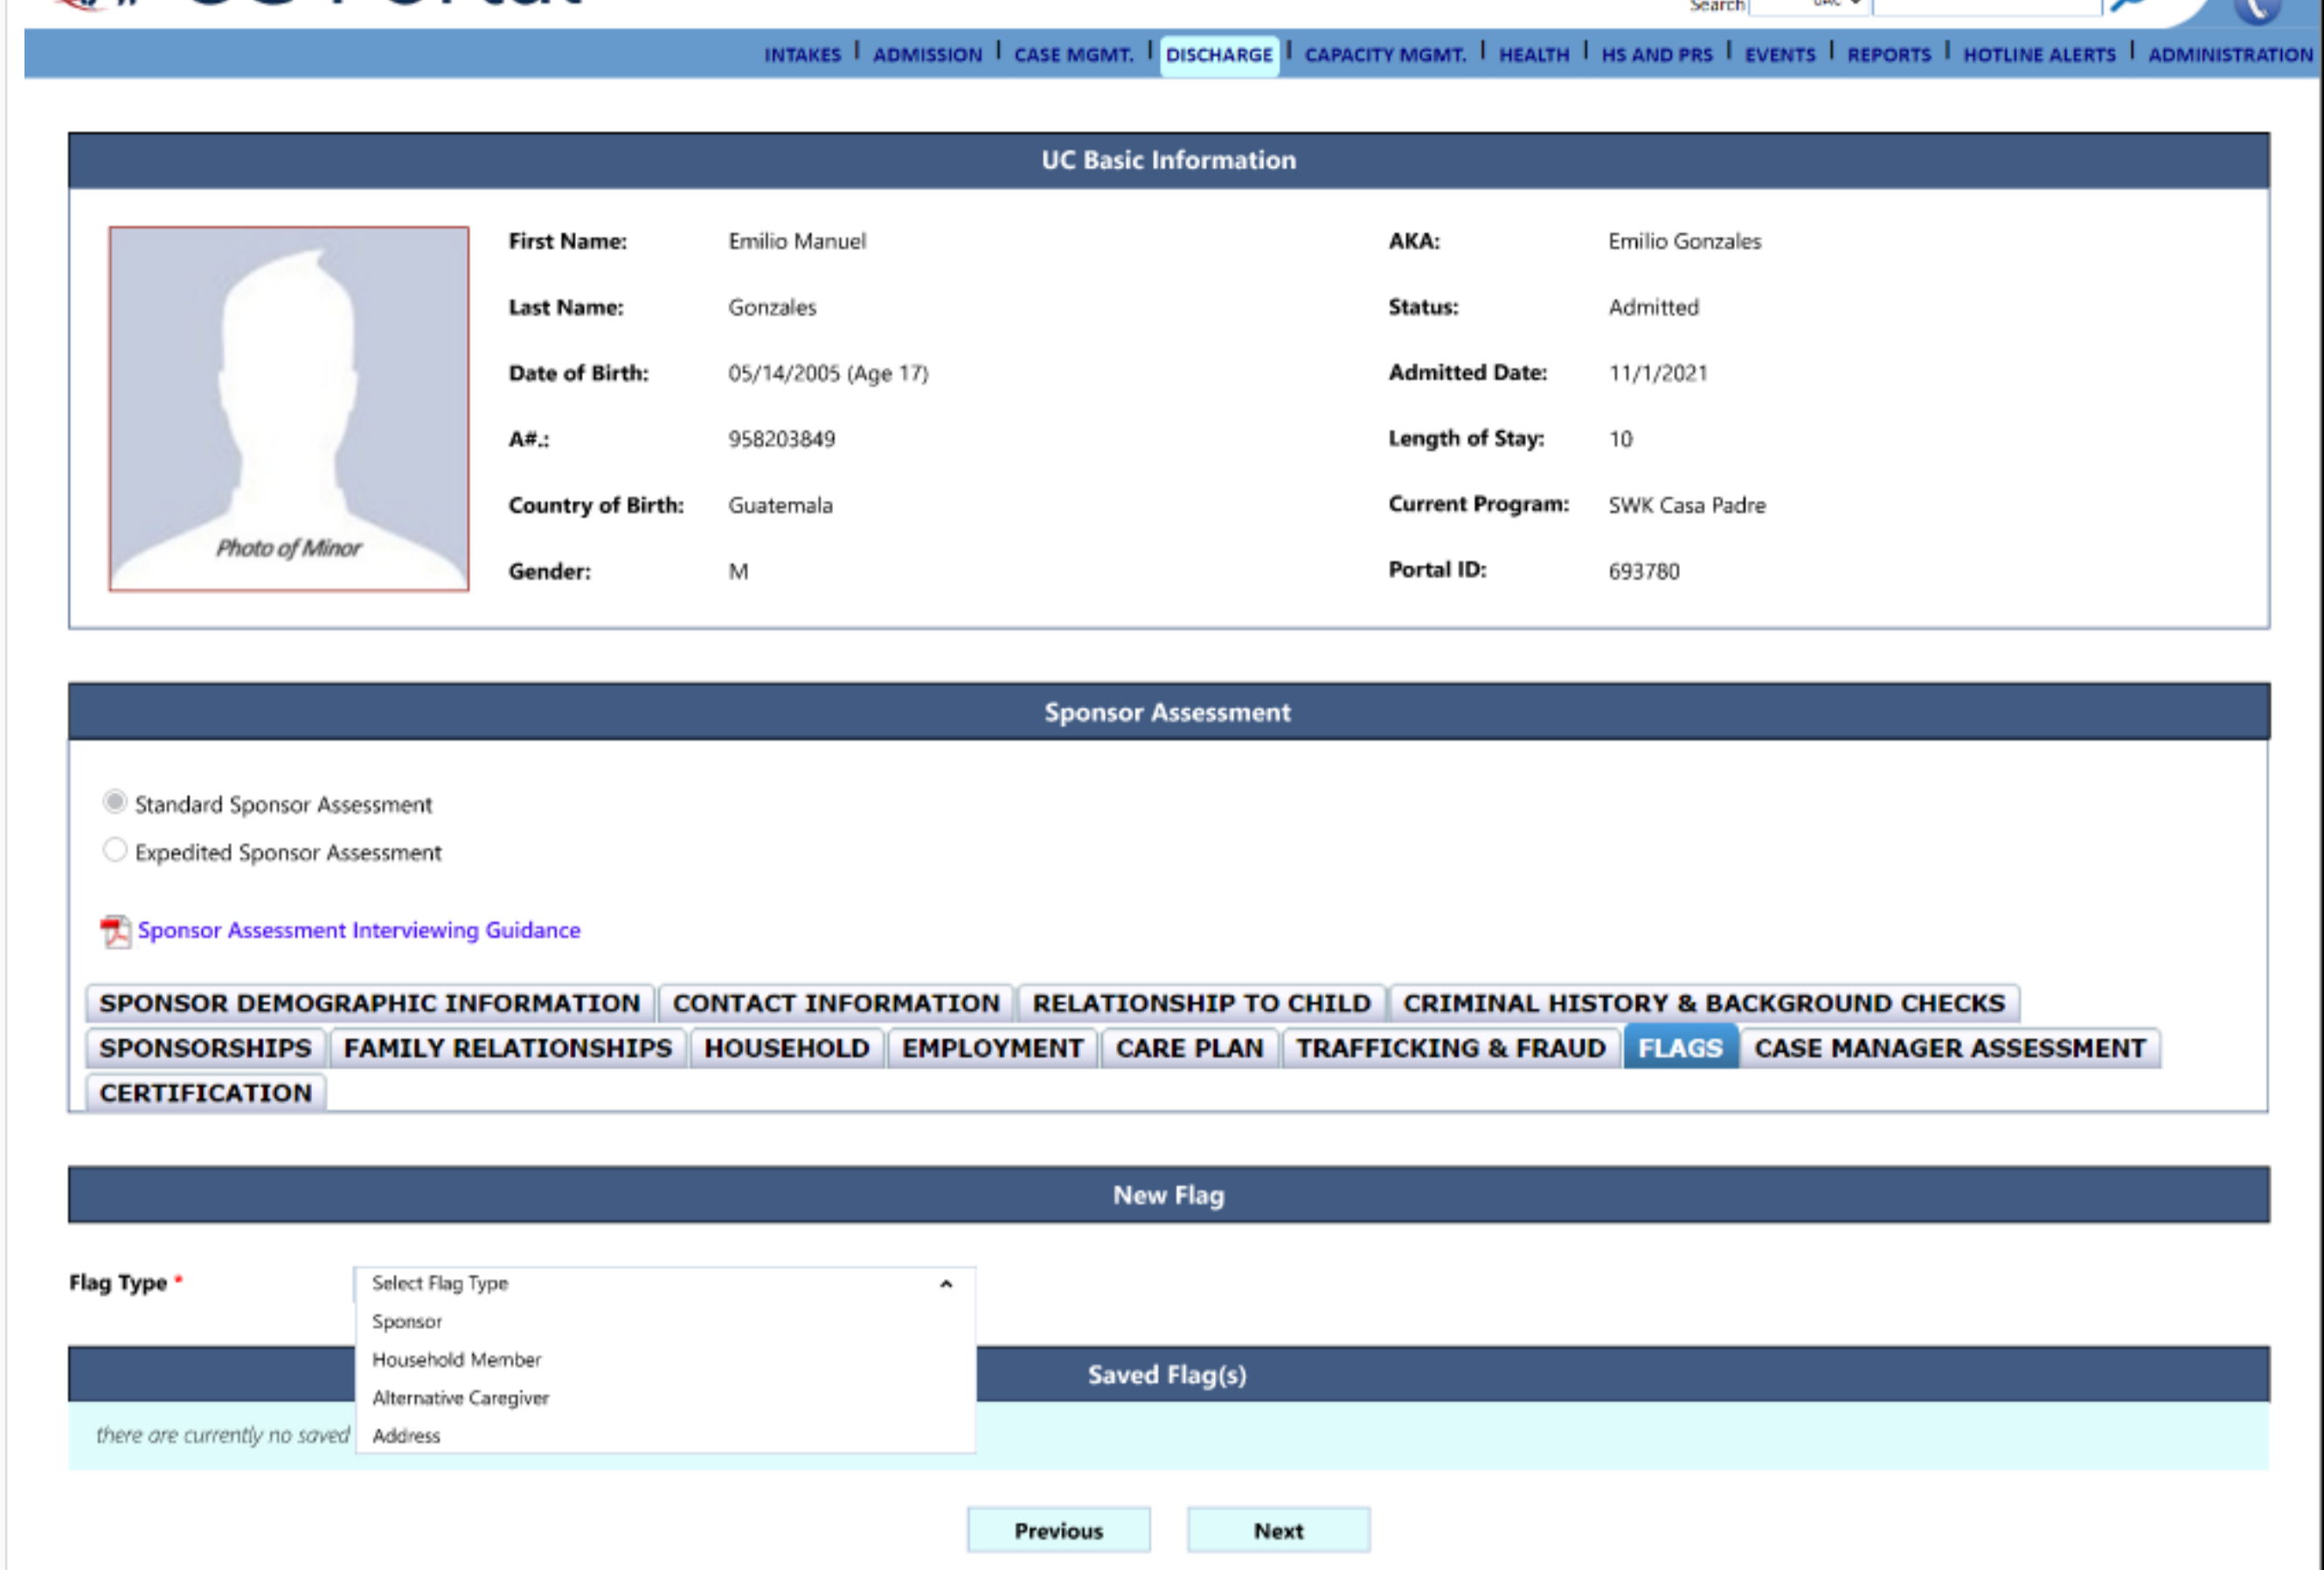 UC Portal
Search UAC
INTAKES | ADMISSION | CASE MGMT. | DISCHARGE | CAPACITY MGMT. | HEALTH | HS AND PRS | EVENTS | REPORTS | HOTLINE ALERTS | ADMINISTRATION
UC Basic Information
First Name: Emilio Manuel AKA: Emilio Gonzales
Last Name: Gonzales Status: Admitted
Date of Birth: 05/14/2005 (Age 17) Admitted Date: 11/1/2021
A#.: 958203849 Length of Stay: 10
Country of Birth: Guatemala Current Program: SWK Casa Padre
Photo of Minor
Gender: M Portal ID: 693780
Sponsor Assessment
Standard Sponsor Assessment
Expedited Sponsor Assessment
Sponsor Assessment Interviewing Guidance
SPONSOR DEMOGRAPHIC INFORMATION CONTACT INFORMATION RELATIONSHIP TO CHILD CRIMINAL HISTORY & BACKGROUND CHECKS
SPONSORSHIPS FAMILY RELATIONSHIPS HOUSEHOLD EMPLOYMENT CARE PLAN TRAFFICKING & FRAUD FLAGS CASE MANAGER ASSESSMENT
CERTIFICATION
New Flag
Flag Type * Select Flag Type
Sponsor
Household Member
Saved Flag(s)
Alternative Caregiver
there are currently no saved
Address
Previous Next